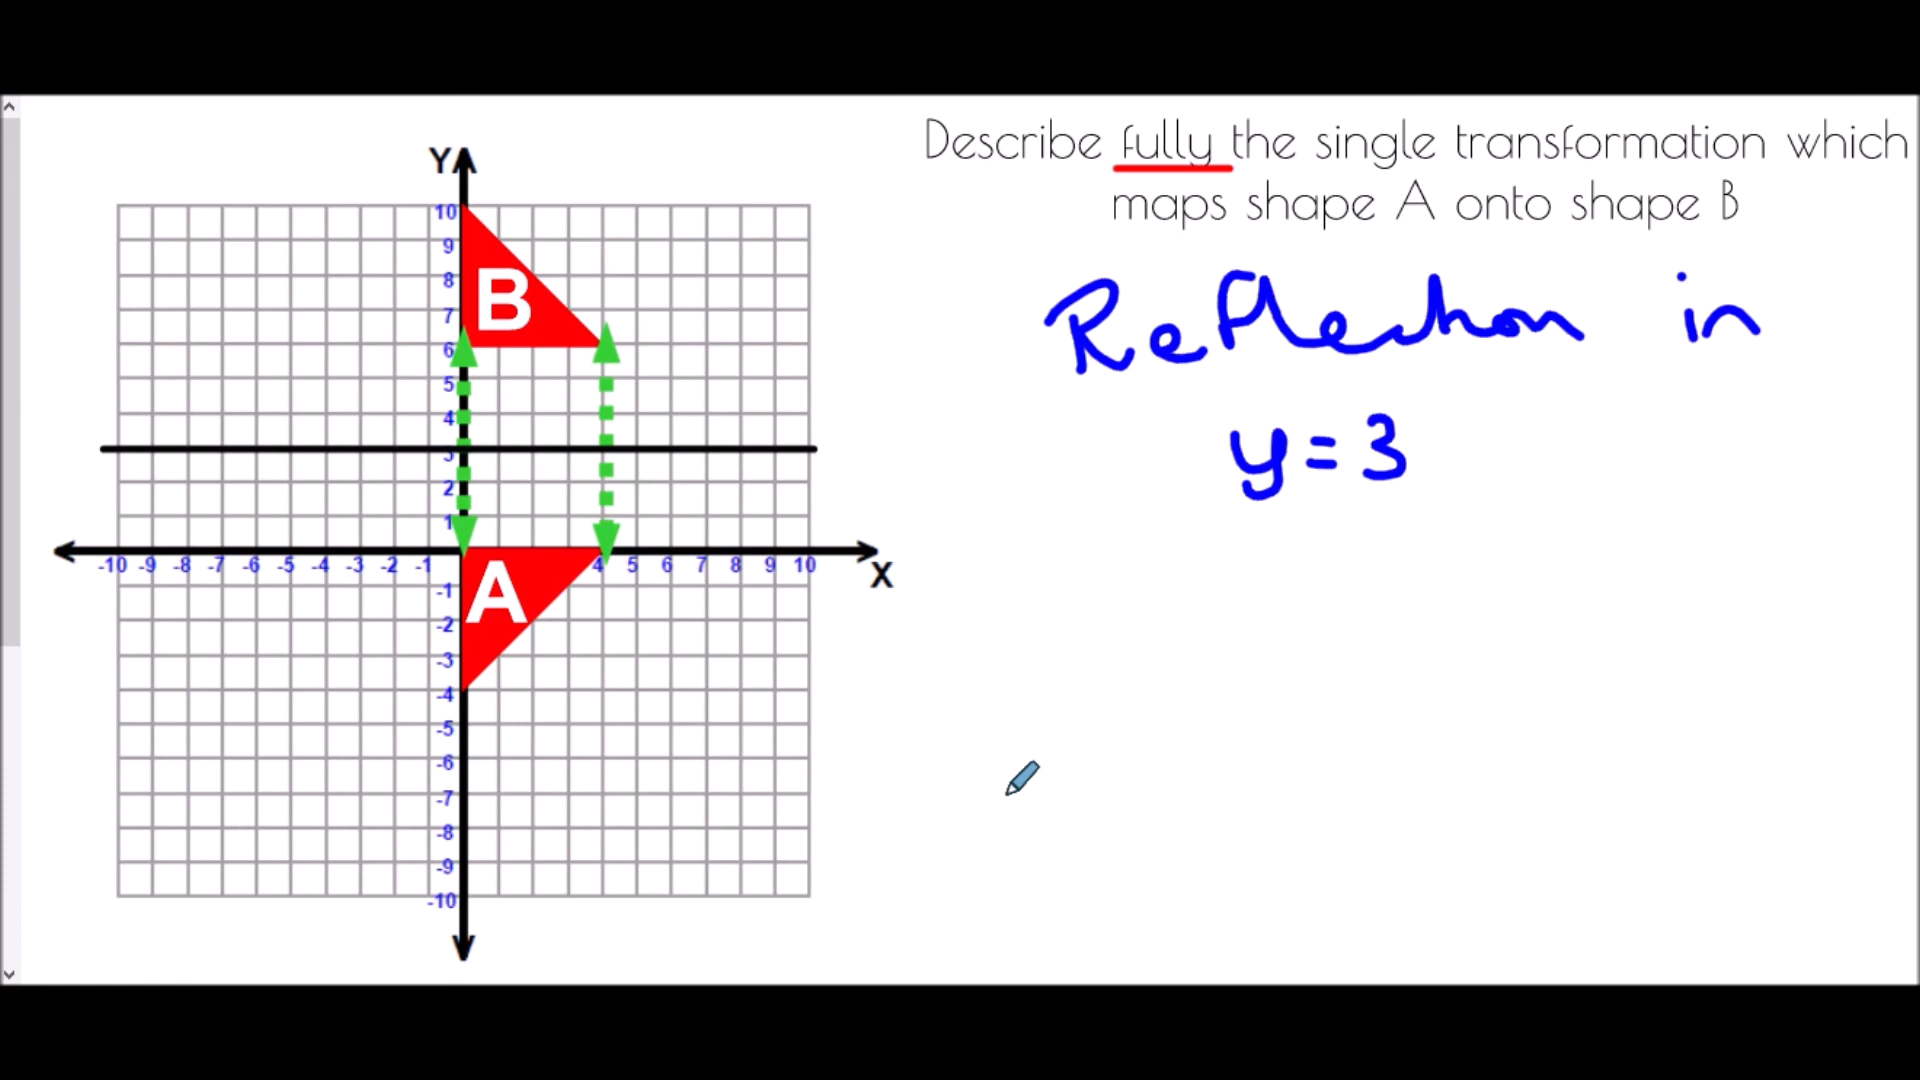 Describe fully the single transformation which
maps shape A onto shape B
Reflection in
y=3
Y
10
9
8
7
6
5
4
3
2
1
B
A
-10 -9 -8 -7 -6 -5 -4 -3 -2 -1 4 5 6 7 8 9 10
X
-1
-2
-3
-4
-5
-6
-7
-8
-9
-10